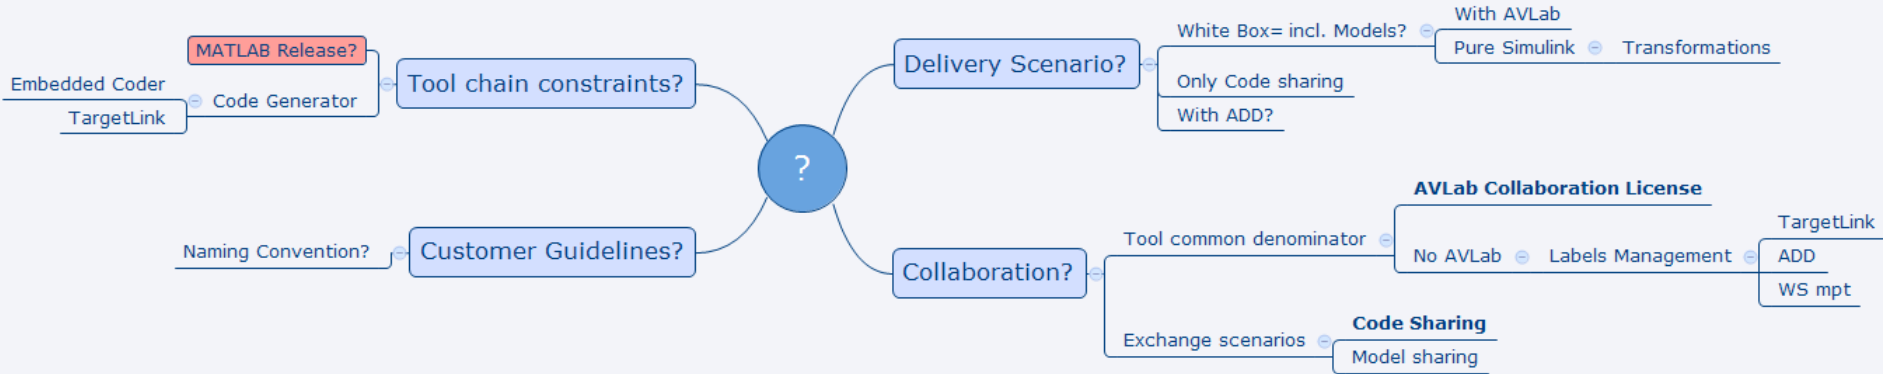 MATLAB Release?
Embedded Coder
Code Generator
TargetLink
Tool chain constraints?
Naming Convention?
Customer Guidelines?
?
Delivery Scenario?
White Box= incl. Models?
With AVLab
Pure Simulink
Transformations
Only Code sharing
With ADD?
Collaboration?
Tool common denominator
AVLab Collaboration License
No AVLab
Labels Management
TargetLink
ADD
WS mpt
Exchange scenarios
Code Sharing
Model sharing